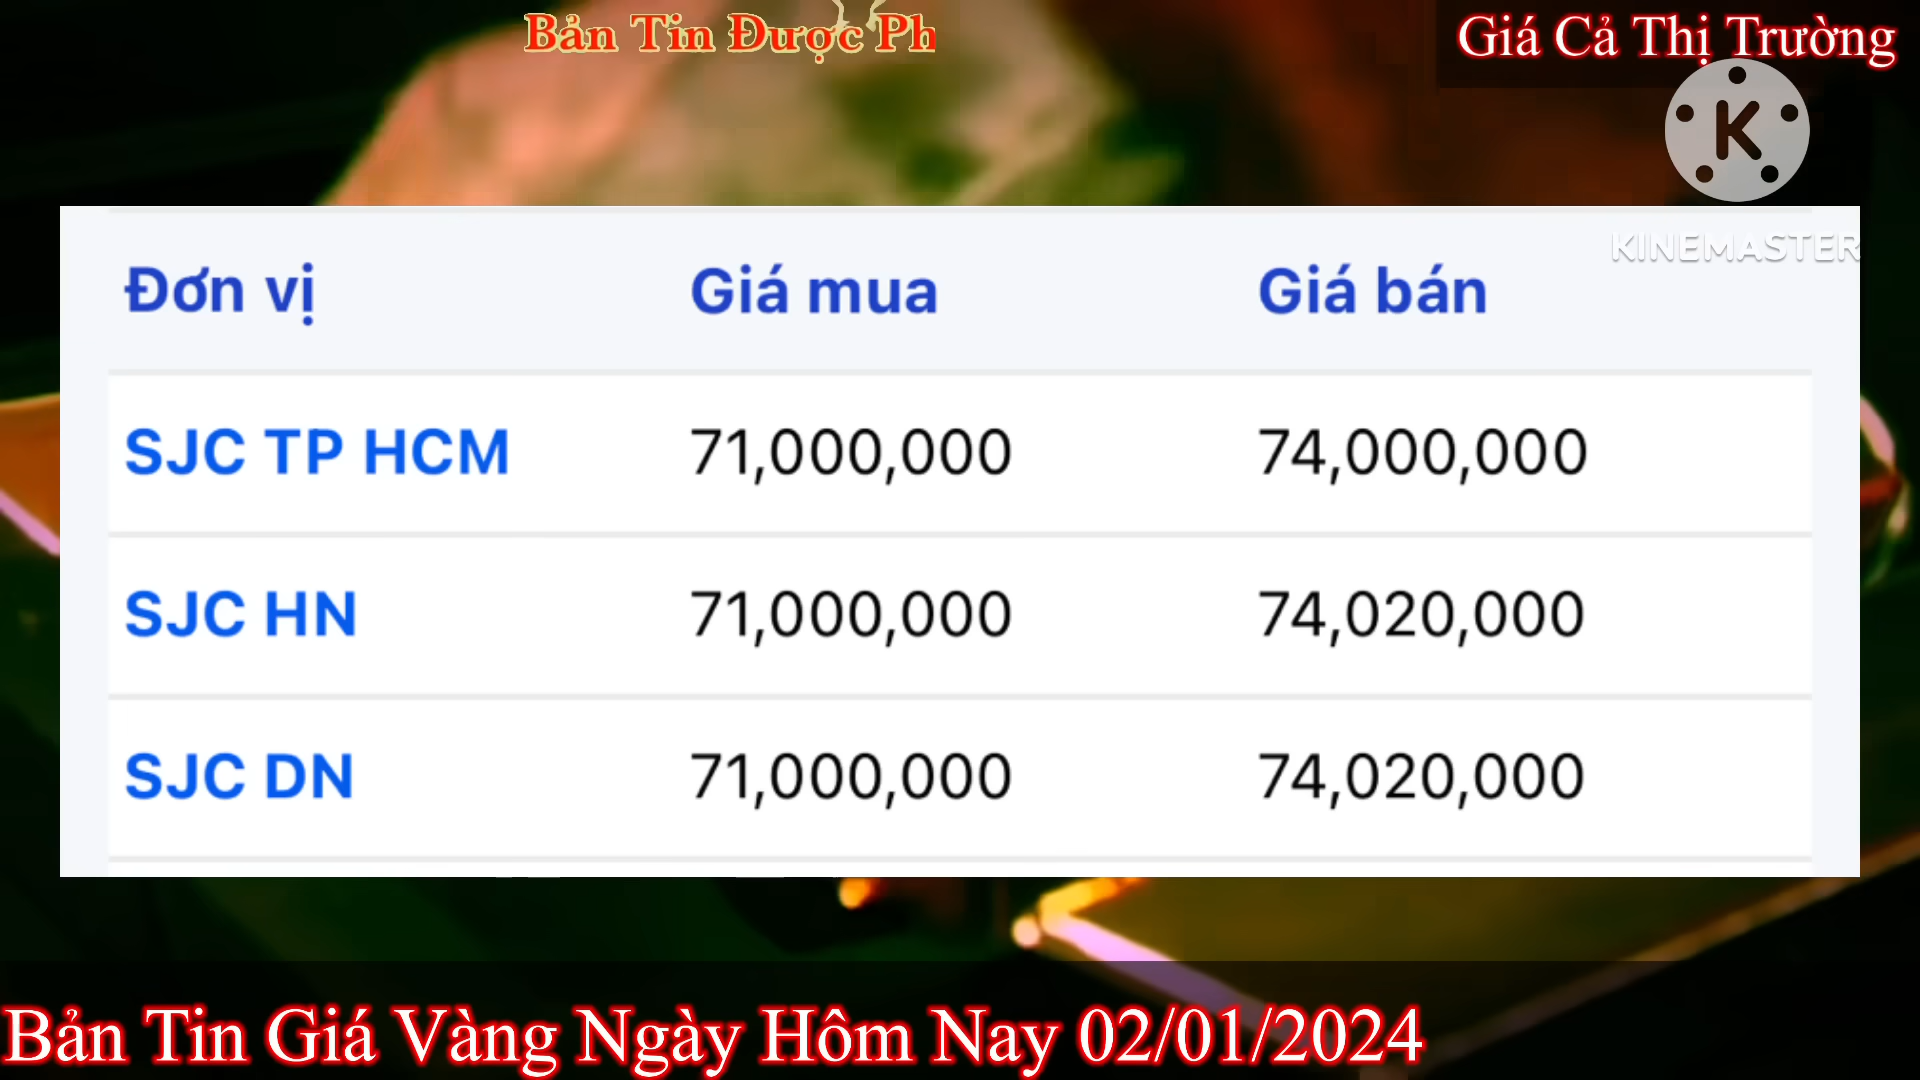 Bản Tin Được Ph
Giá Cả Thị Trường
K
KINEMASTER
Đơn vị Giá mua Giá bán
SJC TP HCM 71,000,000 74,000,000
SJC HN 71,000,000 74,020,000
SJC DN 71,000,000 74,020,000
Bản Tin Giá Vàng Ngày Hôm Nay 02/01/2024